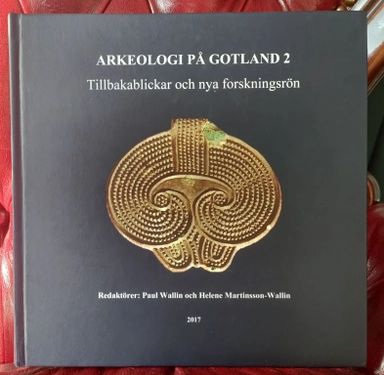 ARKEOLOGI PÅ GOTLAND 2
Tillbakablickar och nya forskningsrön
Redaktörer: Paul Wallin och Helene Martinsson-Wallin
2017